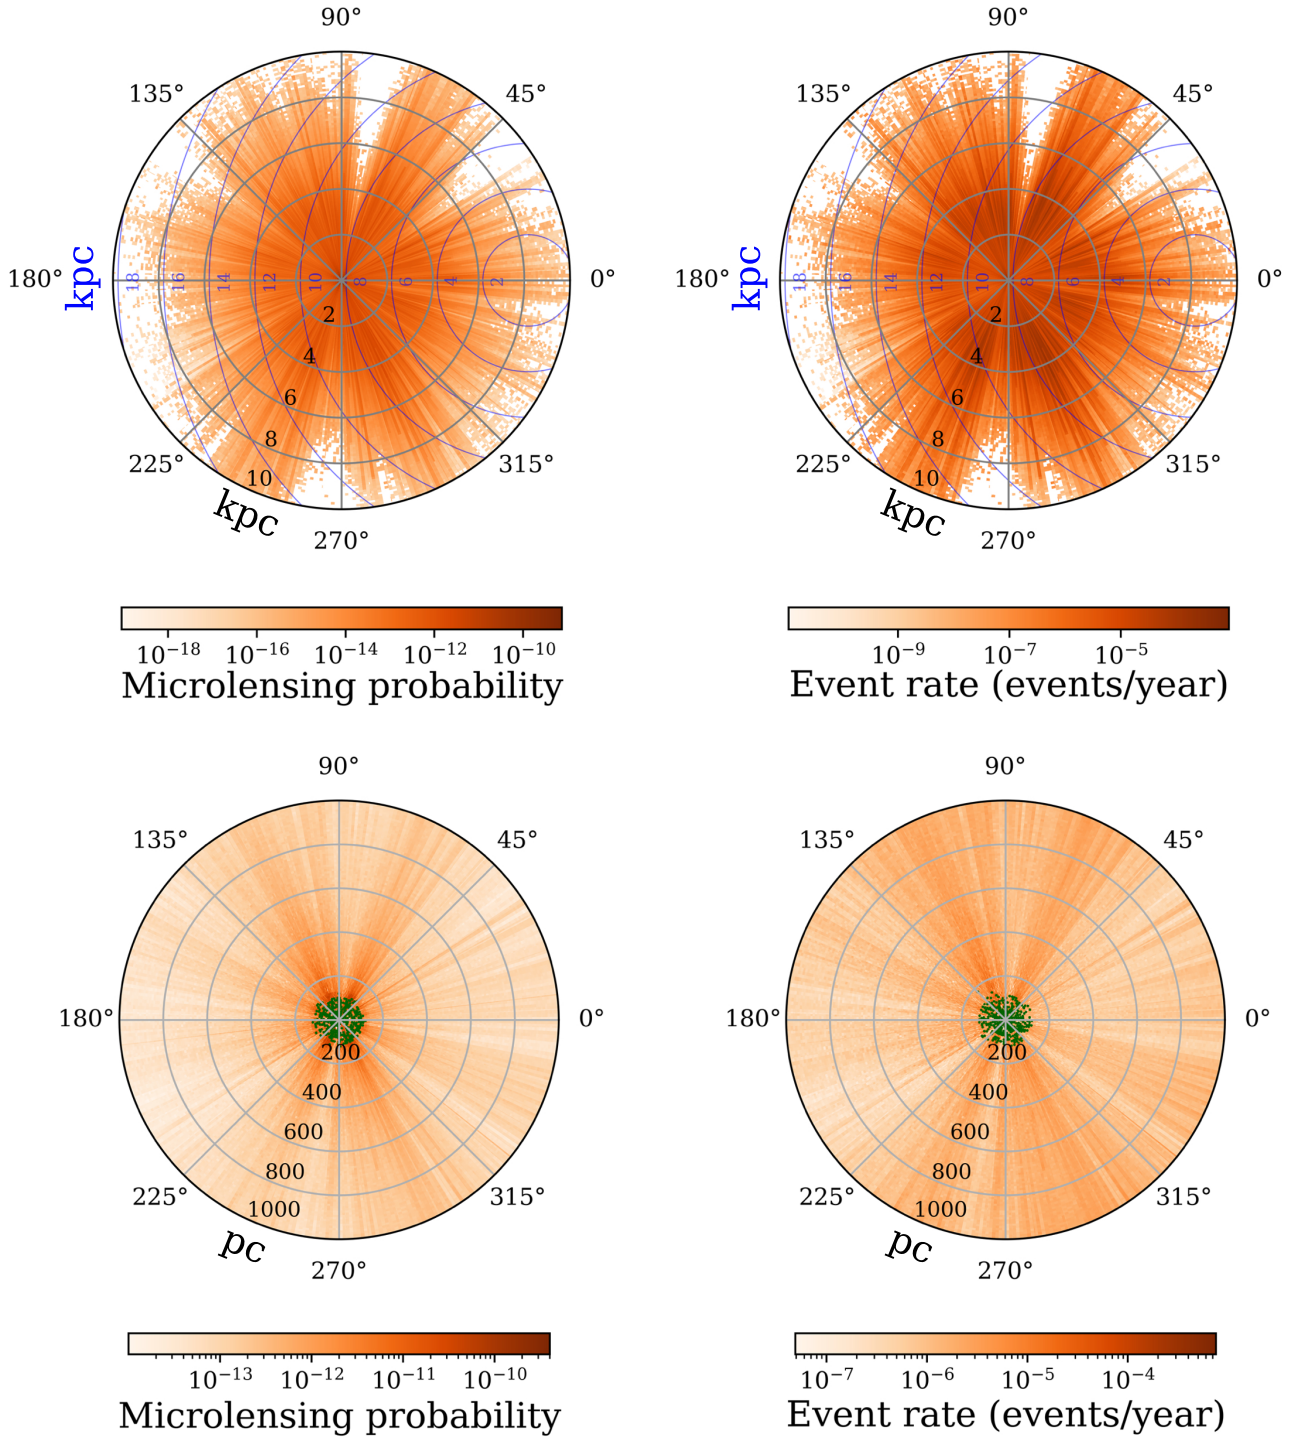 90° 90°
135° 45° 135° 45°
180° 0° 180° 0°
kpc kpc
18 16 14 12 10 8 6 4 2 18 16 14 12 10 8 6 4 2
2 2
4 4
6 6
8 8
10 10
225° 315° 225° 315°
kpc kpc
270° 270°
10⁻¹⁸ 10⁻¹⁶ 10⁻¹⁴ 10⁻¹² 10⁻¹⁰ 10⁻⁹ 10⁻⁷ 10⁻⁵
Microlensing probability Event rate (events/year)
90° 90°
135° 45° 135° 45°
180° 0° 180° 0°
200 200
400 400
600 600
800 800
1000 1000
225° 315° 225° 315°
pc pc
270° 270°
10⁻¹³ 10⁻¹² 10⁻¹¹ 10⁻¹⁰ 10⁻⁷ 10⁻⁶ 10⁻⁵ 10⁻⁴
Microlensing probability Event rate (events/year)